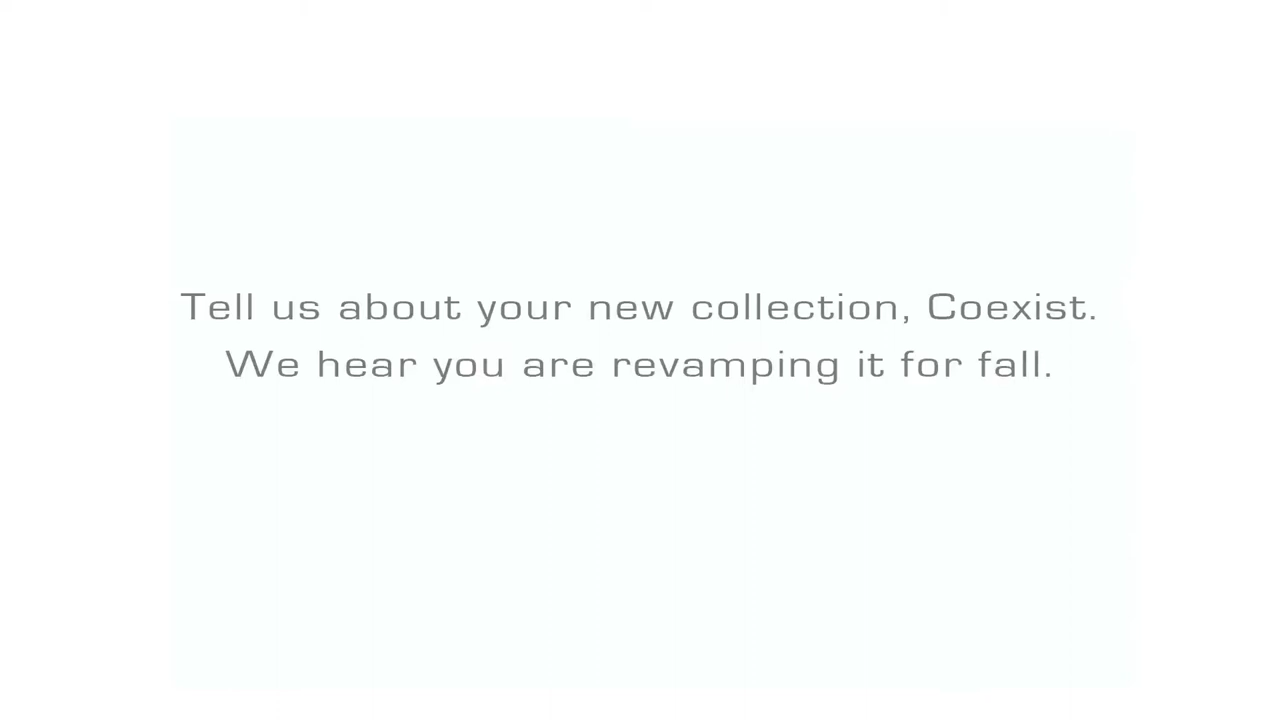 Tell us about your new collection, Coexist.
We hear you are revamping it for fall.